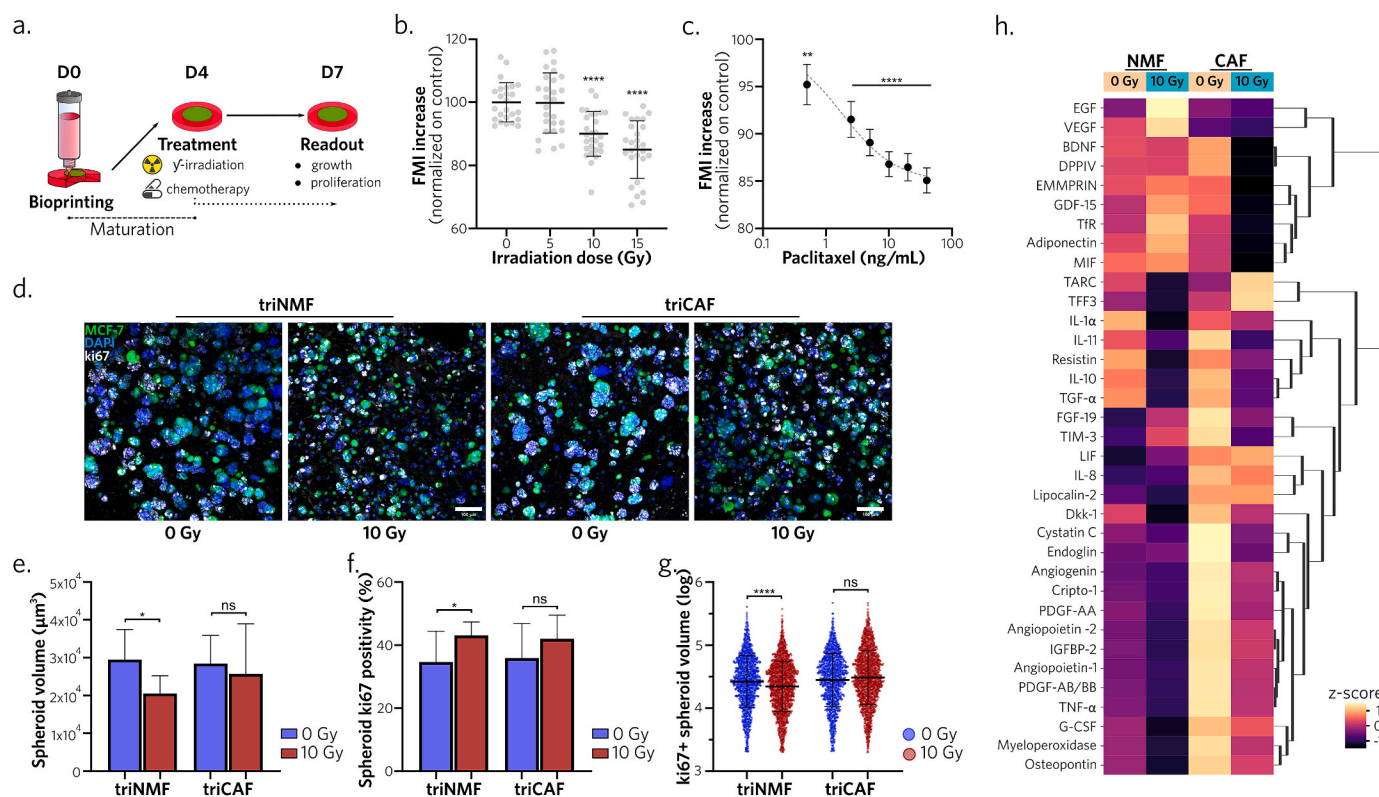 a.
D0
D4
D7
Treatment
Readout
ƴ-irradiation
chemotherapy
growth
proliferation
Bioprinting
Maturation
b.
FMI increase
(normalized on control)
120
100
80
60
****
****
0
5
10
15
Irradiation dose (Gy)
c.
FMI increase
(normalized on control)
100
95
90
85
80
**
****
0.1
1
10
100
Paclitaxel (ng/mL)
d.
triNMF
triCAF
MCF-7
DAPI
ki67
100 µm
100 µm
0 Gy
10 Gy
0 Gy
10 Gy
e.
Spheroid volume (µm³)
5x10⁴
4x10⁴
3x10⁴
2x10⁴
1x10⁴
0
*
ns
triNMF
triCAF
0 Gy
10 Gy
f.
Spheroid ki67 positivity (%)
60
40
20
0
*
ns
triNMF
triCAF
0 Gy
10 Gy
g.
ki67+ spheroid volume (log)
6
5
4
3
****
ns
triNMF
triCAF
0 Gy
10 Gy
h.
NMF
CAF
0 Gy
10 Gy
0 Gy
10 Gy
EGF
VEGF
BDNF
DPPIV
EMMPRIN
GDF-15
TfR
Adiponectin
MIF
TARC
TFF3
IL-1α
IL-11
Resistin
IL-10
TGF-α
FGF-19
TIM-3
LIF
IL-8
Lipocalin-2
Dkk-1
Cystatin C
Endoglin
Angiogenin
Cripto-1
PDGF-AA
Angiopoietin -2
IGFBP-2
Angiopoietin-1
PDGF-AB/BB
TNF-α
G-CSF
Myeloperoxidase
Osteopontin
z-score
1
0